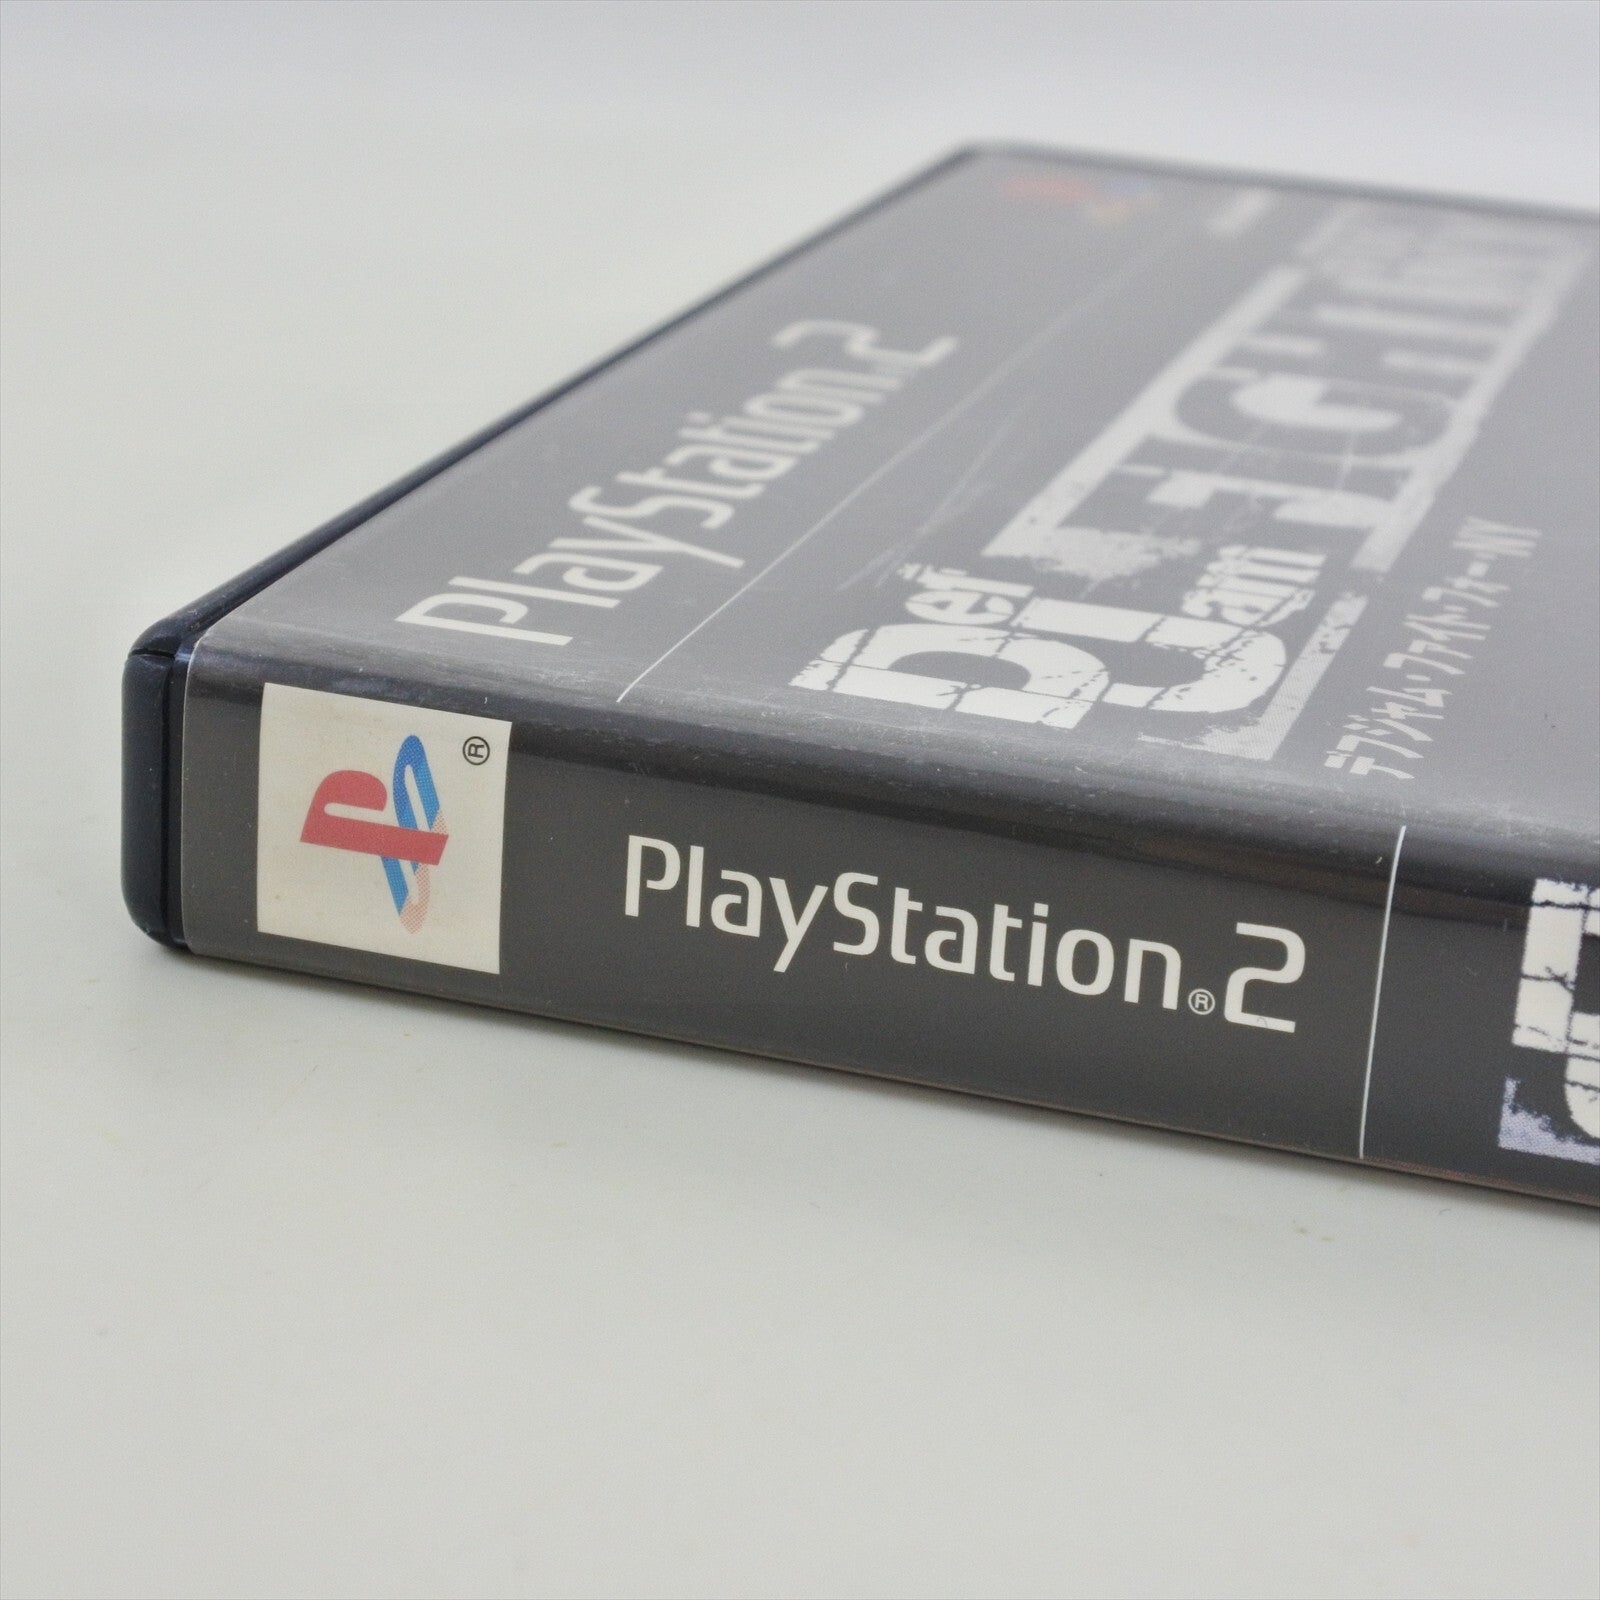 PlayStation.2
Der Jam
FIGHT
デフジャム・ファイト・フォー・NY
®
PlayStation®2